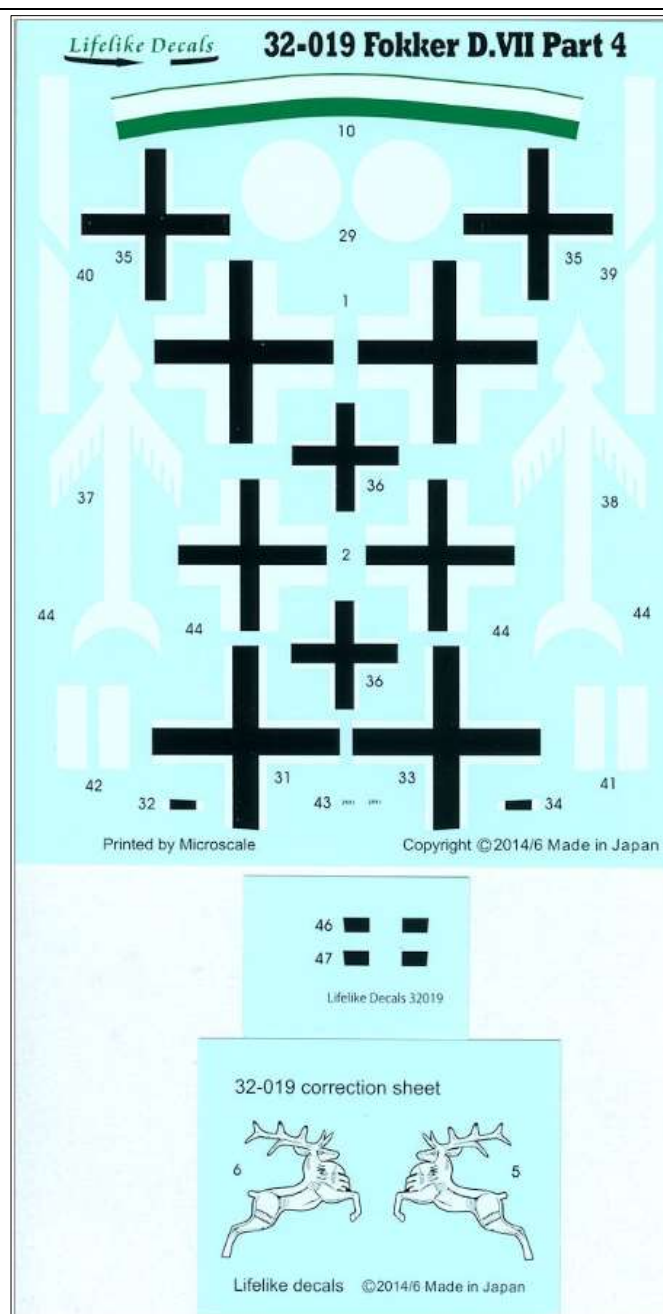 Lifelike Decals 32-019 Fokker D.VII Part 4
10
29
35 35
40 39
1
36
37 38
2
44 44 44 44
36
31 33
42 41
32 43 34
Printed by Microscale Copyright ©2014/6 Made in Japan
46
47
Lifelike Decals 32019
32-019 correction sheet
6 5
Lifelike decals ©2014/6 Made in Japan